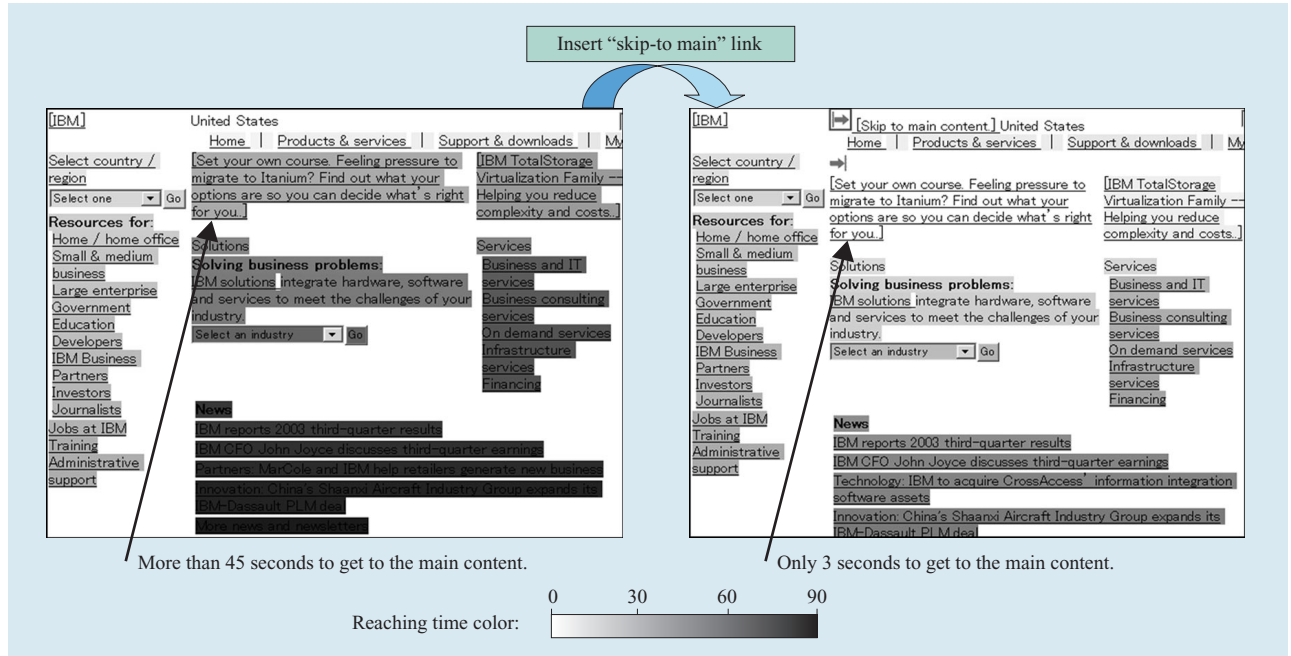 Insert “skip-to main” link
[IBM]
United States
[
Home | Products & services | Support & downloads | My
Select country /
region
Select one Go
Resources for:
Home / home office
Small & medium
business
Large enterprise
Government
Education
Developers
IBM Business
Partners
Investors
Journalists
Jobs at IBM
Training
Administrative
support
[Set your own course. Feeling pressure to
migrate to Itanium? Find out what your
options are so you can decide what's right
for you..]
[IBM TotalStorage
Virtualization Family --
Helping you reduce
complexity and costs..]
Solutions
Solving business problems:
IBM solutions integrate hardware, software
and services to meet the challenges of your
industry.
Select an industry Go
Services
Business and IT
services
Business consulting
services
On demand services
Infrastructure
services
Financing
News
IBM reports 2003 third-quarter results
IBM CFO John Joyce discusses third-quarter earnings
Partners: MarCole and IBM help retailers generate new business
Innovation: China's Shaanxi Aircraft Industry Group expands its
IBM-Dassault PLM deal
More news and newsletters
[IBM]
[Skip to main content.] United States
[
Home | Products & services | Support & downloads | My
Select country /
region
Select one Go
Resources for:
Home / home office
Small & medium
business
Large enterprise
Government
Education
Developers
IBM Business
Partners
Investors
Journalists
Jobs at IBM
Training
Administrative
support
[Set your own course. Feeling pressure to
migrate to Itanium? Find out what your
options are so you can decide what's right
for you..]
[IBM TotalStorage
Virtualization Family --
Helping you reduce
complexity and costs..]
Solutions
Solving business problems:
IBM solutions integrate hardware, software
and services to meet the challenges of your
industry.
Select an industry Go
Services
Business and IT
services
Business consulting
services
On demand services
Infrastructure
services
Financing
News
IBM reports 2003 third-quarter results
IBM CFO John Joyce discusses third-quarter earnings
Technology: IBM to acquire CrossAccess' information integration
software assets
Innovation: China's Shaanxi Aircraft Industry Group expands its
IBM-Dassault PLM deal
More than 45 seconds to get to the main content.
Only 3 seconds to get to the main content.
0 30 60 90
Reaching time color: